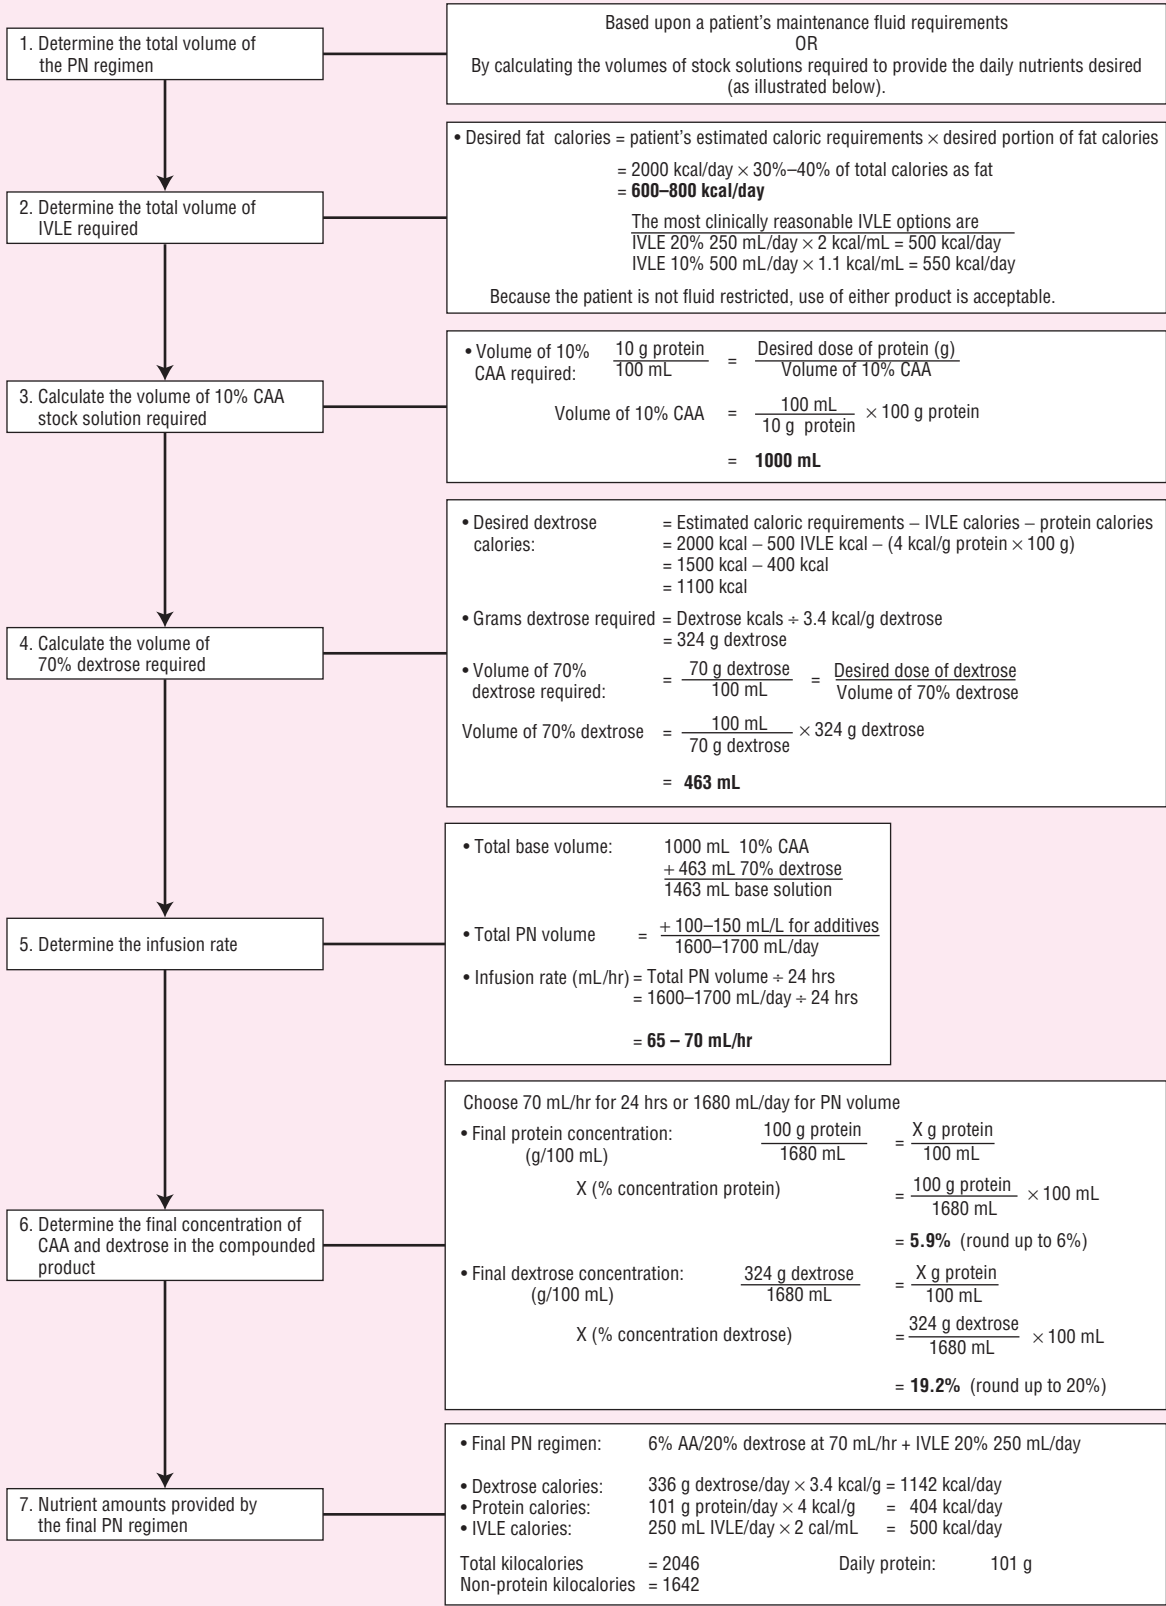 1. Determine the total volume of
the PN regimen
Based upon a patient's maintenance fluid requirements
OR
By calculating the volumes of stock solutions required to provide the daily nutrients desired
(as illustrated below).
2. Determine the total volume of
IVLE required
• Desired fat calories = patient's estimated caloric requirements × desired portion of fat calories
= 2000 kcal/day × 30%–40% of total calories as fat
= 600–800 kcal/day
The most clinically reasonable IVLE options are
IVLE 20% 250 mL/day × 2 kcal/mL = 500 kcal/day
IVLE 10% 500 mL/day × 1.1 kcal/mL = 550 kcal/day
Because the patient is not fluid restricted, use of either product is acceptable.
3. Calculate the volume of 10% CAA
stock solution required
• Volume of 10% 10 g protein = Desired dose of protein (g)
CAA required: 100 mL Volume of 10% CAA
Volume of 10% CAA = 100 mL × 100 g protein
10 g protein
= 1000 mL
4. Calculate the volume of
70% dextrose required
• Desired dextrose = Estimated caloric requirements – IVLE calories – protein calories
calories: = 2000 kcal – 500 IVLE kcal – (4 kcal/g protein × 100 g)
= 1500 kcal – 400 kcal
= 1100 kcal
• Grams dextrose required = Dextrose kcals ÷ 3.4 kcal/g dextrose
= 324 g dextrose
• Volume of 70% = 70 g dextrose = Desired dose of dextrose
dextrose required: 100 mL Volume of 70% dextrose
Volume of 70% dextrose = 100 mL × 324 g dextrose
70 g dextrose
= 463 mL
5. Determine the infusion rate
• Total base volume: 1000 mL 10% CAA
+ 463 mL 70% dextrose
1463 mL base solution
• Total PN volume = + 100–150 mL/L for additives
1600–1700 mL/day
• Infusion rate (mL/hr) = Total PN volume ÷ 24 hrs
= 1600–1700 mL/day ÷ 24 hrs
= 65 – 70 mL/hr
6. Determine the final concentration of
CAA and dextrose in the compounded
product
Choose 70 mL/hr for 24 hrs or 1680 mL/day for PN volume
• Final protein concentration: 100 g protein = X g protein
(g/100 mL) 1680 mL 100 mL
X (% concentration protein) = 100 g protein × 100 mL
1680 mL
= 5.9% (round up to 6%)
• Final dextrose concentration: 324 g dextrose = X g protein
(g/100 mL) 1680 mL 100 mL
X (% concentration dextrose) = 324 g dextrose × 100 mL
1680 mL
= 19.2% (round up to 20%)
7. Nutrient amounts provided by
the final PN regimen
• Final PN regimen: 6% AA/20% dextrose at 70 mL/hr + IVLE 20% 250 mL/day
• Dextrose calories: 336 g dextrose/day × 3.4 kcal/g = 1142 kcal/day
• Protein calories: 101 g protein/day × 4 kcal/g = 404 kcal/day
• IVLE calories: 250 mL IVLE/day × 2 cal/mL = 500 kcal/day
Total kilocalories = 2046 Daily protein: 101 g
Non-protein kilocalories = 1642